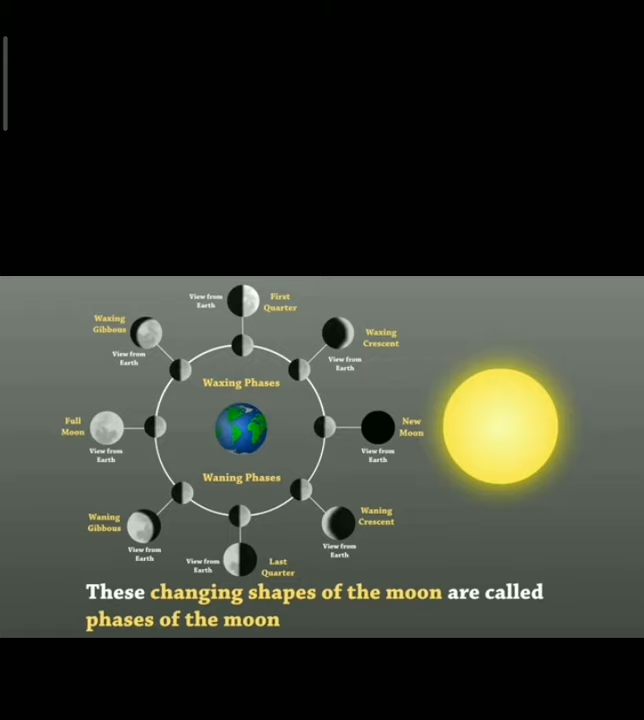 View from
Earth
First
Quarter
Waxing
Gibbous
View from
Earth
Waxing
Crescent
View from
Earth
Waxing Phases
Full
Moon
View from
Earth
New
Moon
View from
Earth
Waning Phases
Waning
Gibbous
View from
Earth
Waning
Crescent
View from
Earth
View from
Earth
Last
Quarter
These changing shapes of the moon are called
phases of the moon